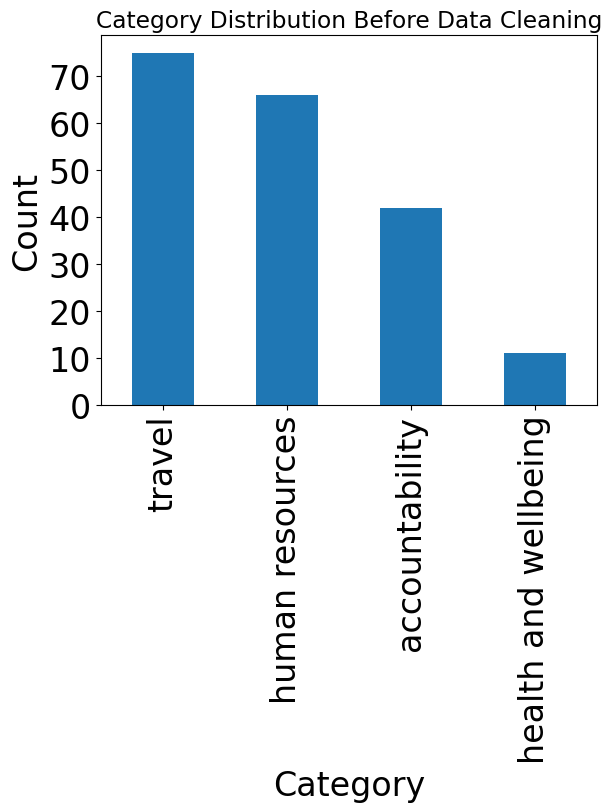 Category Distribution Before Data Cleaning
Count
70
60
50
40
30
20
10
0
travel
human resources
accountability
health and wellbeing
Category